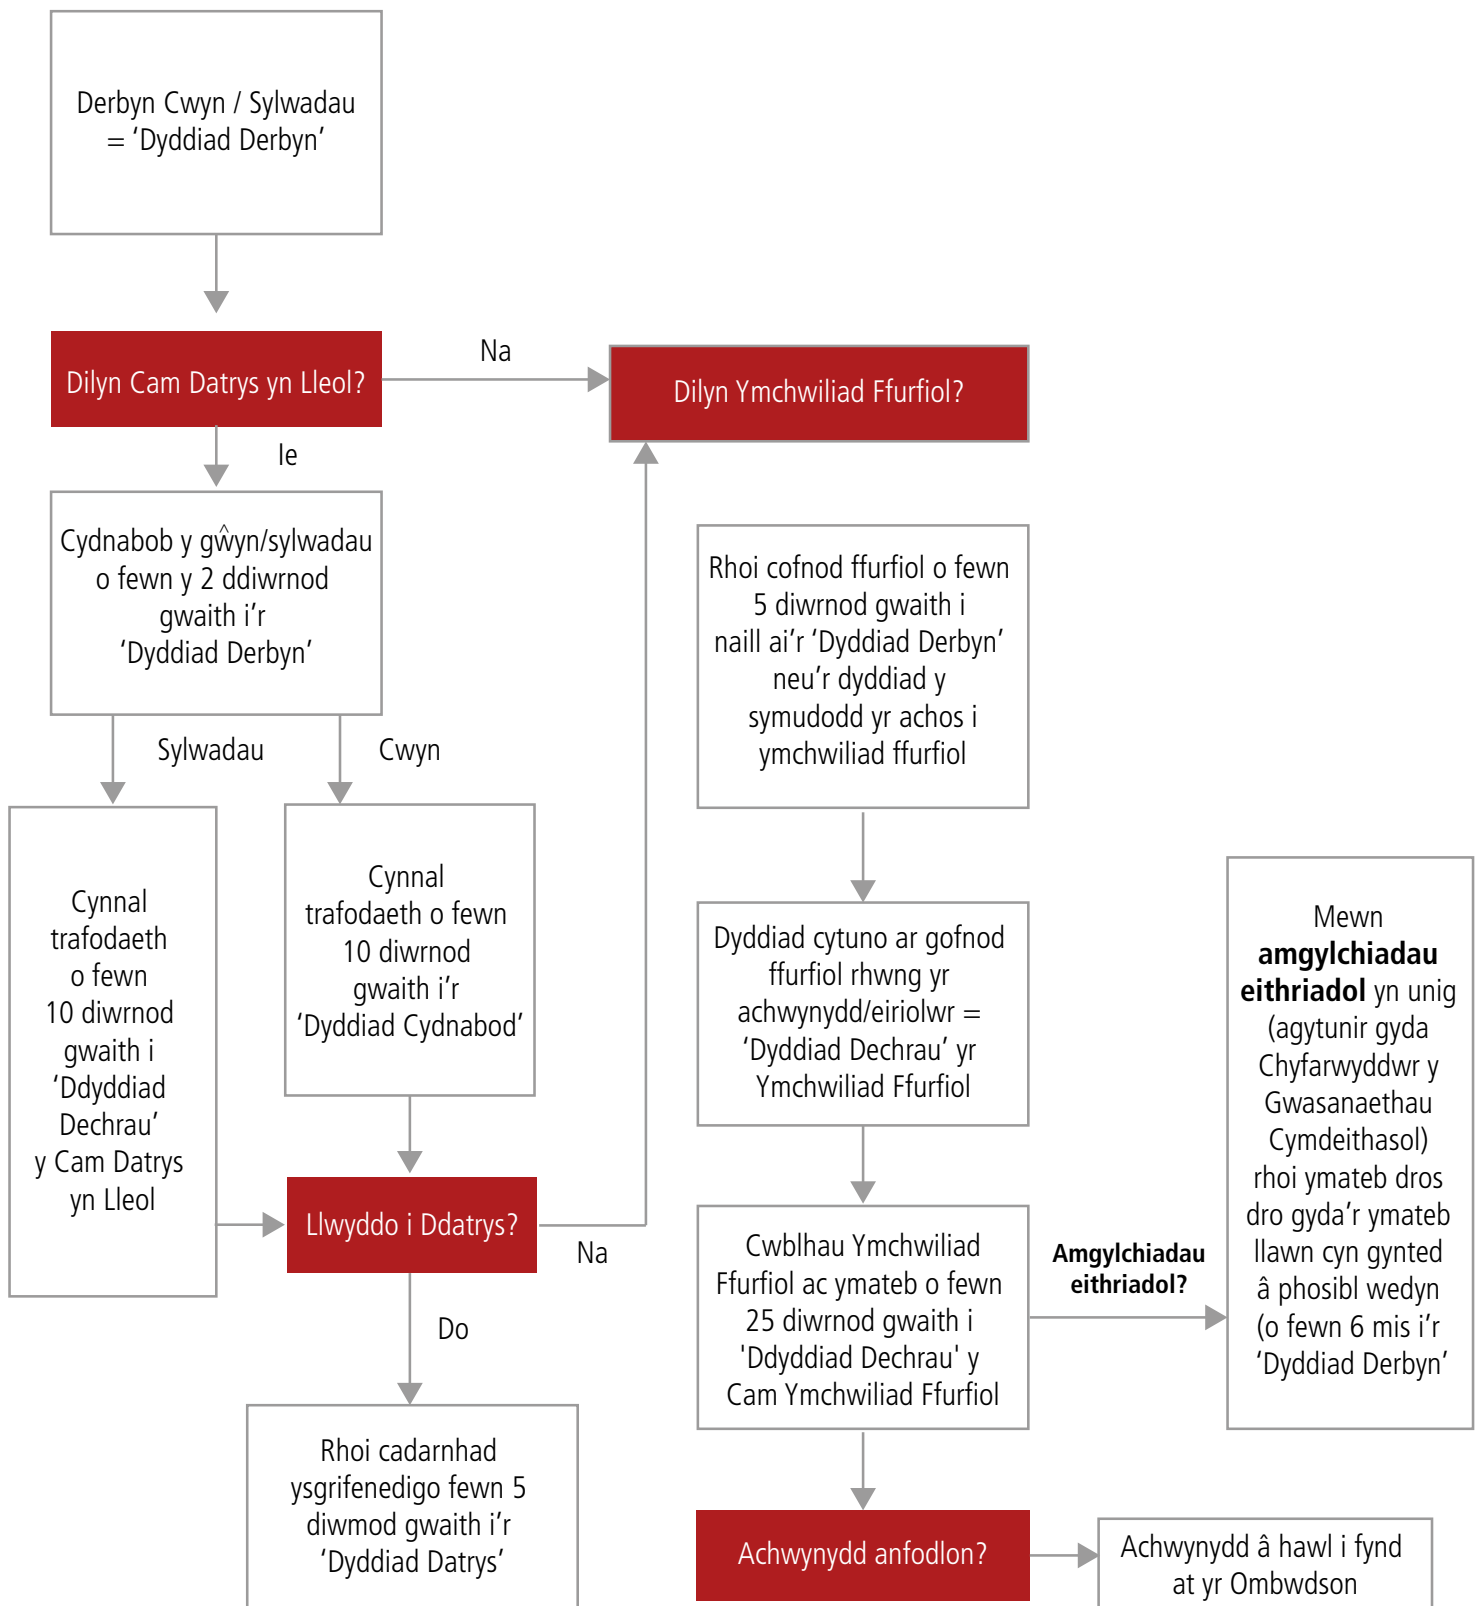 Derbyn Cwyn / Sylwadau
= ‘Dyddiad Derbyn’
Dilyn Cam Datrys yn Lleol?
Na
Dilyn Ymchwiliad Ffurfiol?
Ie
Cydnabob y gŵyn/sylwadau
o fewn y 2 ddiwrnod
gwaith i’r
‘Dyddiad Derbyn’
Sylwadau
Cwyn
Cynnal
trafodaeth
o fewn
10 diwrnod
gwaith i
‘Ddyddiad
Dechrau’
y Cam Datrys
yn Lleol
Cynnal
trafodaeth o fewn
10 diwrnod
gwaith i’r
‘Dyddiad Cydnabod’
Llwyddo i Ddatrys?
Na
Do
Rhoi cadarnhad
ysgrifenedigo fewn 5
diwrnod gwaith i’r
‘Dyddiad Datrys’
Rhoi cofnod ffurfiol o fewn
5 diwrnod gwaith i
naill ai’r ‘Dyddiad Derbyn’
neu’r dyddiad y
symudodd yr achos i
ymchwiliad ffurfiol
Dyddiad cytuno ar gofnod
ffurfiol rhwng yr
achwynydd/eiriolwr =
‘Dyddiad Dechrau’ yr
Ymchwiliad Ffurfiol
Cwblhau Ymchwiliad
Ffurfiol ac ymateb o fewn
25 diwrnod gwaith i
'Ddyddiad Dechrau' y
Cam Ymchwiliad Ffurfiol
Amgylchiadau
eithriadol?
Mewn
amgylchiadau
eithriadol yn unig
(agytunir gyda
Chyfarwyddwr y
Gwasanaethau
Cymdeithasol)
rhoi ymateb dros
dro gyda’r ymateb
llawn cyn gynted
â phosibl wedyn
(o fewn 6 mis i’r
‘Dyddiad Derbyn’
Achwynydd anfodlon?
Achwynydd â hawl i fynd
at yr Ombwdson